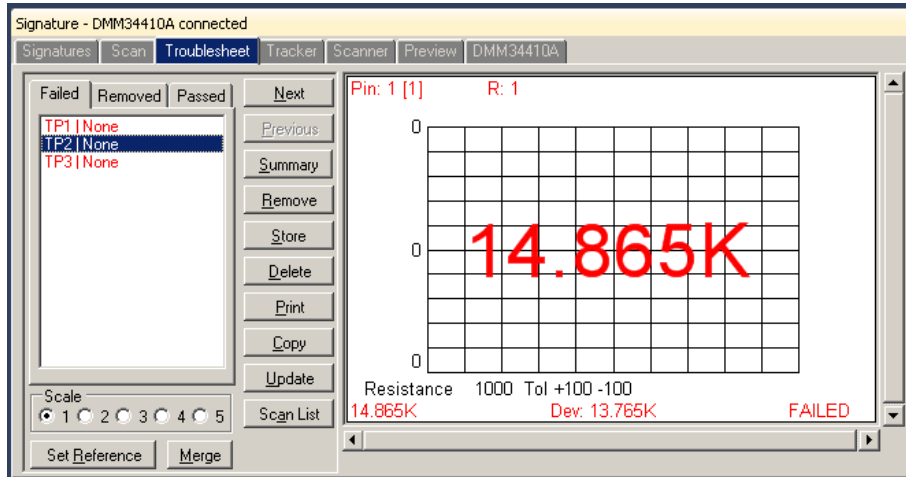 Signature - DMM34410A connected
Signatures Scan Troublesheet Tracker Scanner Preview DMM34410A
Failed Removed Passed
TP1 | None
TP2 | None
TP3 | None
Scale
1 2 3 4 5
Set Reference Merge
Next
Previous
Summary
Remove
Store
Delete
Print
Copy
Update
Scan List
Pin: 1 [1] R: 1
0
0
14.865K
0
Resistance 1000 Tol +100 -100
14.865K Dev: 13.765K FAILED